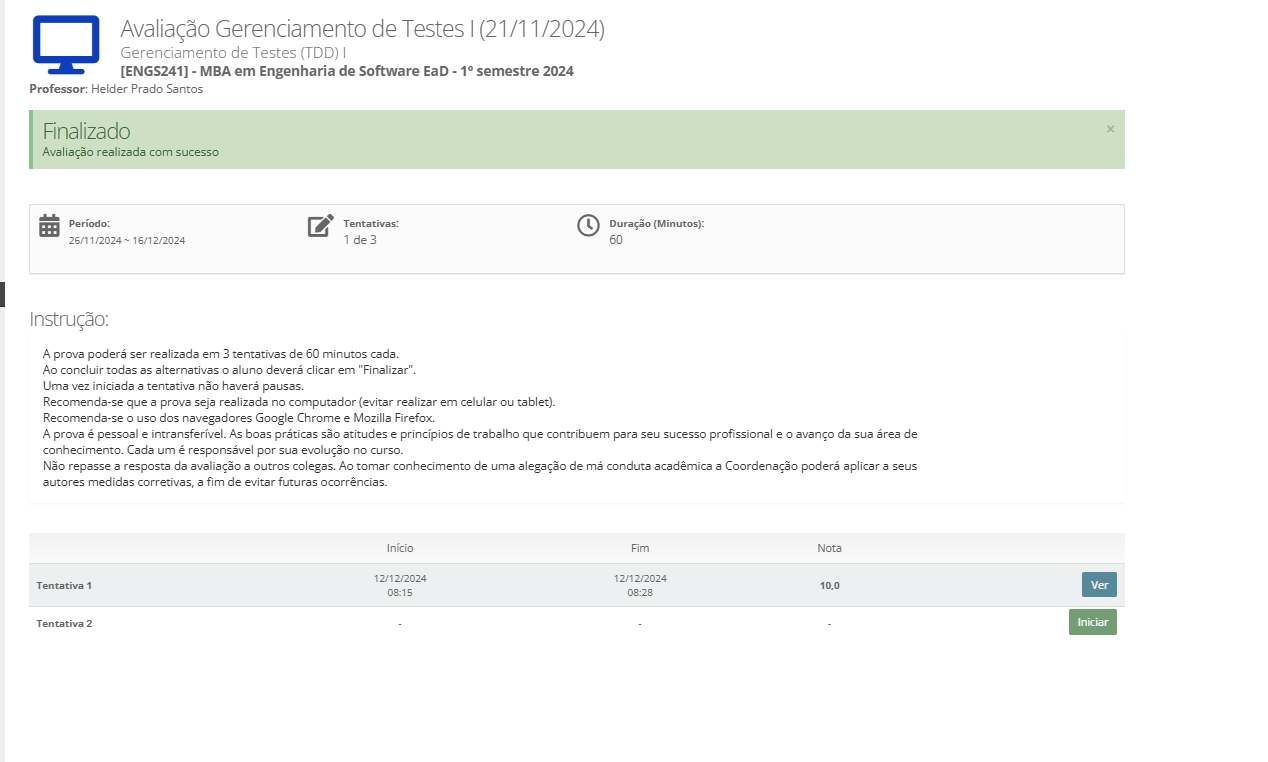 Avaliação Gerenciamento de Testes I (21/11/2024)
Gerenciamento de Testes (TDD) I
[ENGS241] - MBA em Engenharia de Software EaD - 1º semestre 2024
Professor: Helder Prado Santos
Finalizado
×
Avaliação realizada com sucesso
Período:
26/11/2024 ~ 16/12/2024
Tentativas:
1 de 3
Duração (Minutos):
60
Instrução:
A prova poderá ser realizada em 3 tentativas de 60 minutos cada.
Ao concluir todas as alternativas o aluno deverá clicar em "Finalizar".
Uma vez iniciada a tentativa não haverá pausas.
Recomenda-se que a prova seja realizada no computador (evitar realizar em celular ou tablet).
Recomenda-se o uso dos navegadores Google Chrome e Mozilla Firefox.
A prova é pessoal e intransferível. As boas práticas são atitudes e princípios de trabalho que contribuem para seu sucesso profissional e o avanço da sua área de
conhecimento. Cada um é responsável por sua evolução no curso.
Não repasse a resposta da avaliação a outros colegas. Ao tomar conhecimento de uma alegação de má conduta acadêmica a Coordenação poderá aplicar a seus
autores medidas corretivas, a fim de evitar futuras ocorrências.
Início Fim Nota
Tentativa 1 12/12/2024 08:15 12/12/2024 08:28 10,0 Ver
Tentativa 2 - - - Iniciar